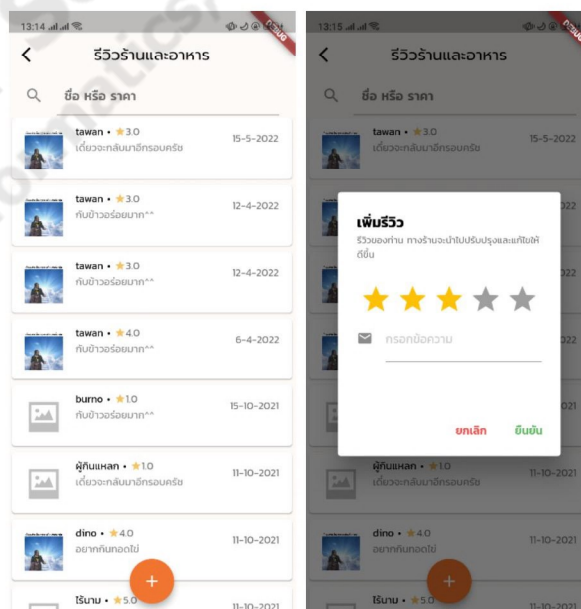 13:14
DEBUG
รีวิวร้านและอาหาร
ชื่อ หรือ ราคา
tawan • ★3.0
15-5-2022
เดี๋ยวจะกลับมาอีกรอบครัช
tawan • ★3.0
12-4-2022
กับข้าวอร่อยมาก^^
tawan • ★3.0
12-4-2022
กับข้าวอร่อยมาก^^
tawan • ★4.0
6-4-2022
กับข้าวอร่อยมาก^^
burno • ★1.0
15-10-2021
กับข้าวอร่อยมาก^^
ผู้กินแหลก • ★1.0
11-10-2021
เดี๋ยวจะกลับมาอีกรอบครัช
dino • ★4.0
11-10-2021
อยากกินทอดไข่
+
ไร้นาม • ★5.0
11-10-2021
13:15
รีวิวร้านและอาหาร
ชื่อ หรือ ราคา
tawan • ★3.0
15-5-2022
เดี๋ยวจะกลับมาอีกรอบครัช
022
เพิ่มรีวิว
รีวิวของท่าน ทางร้านจะนำไปปรับปรุงและแก้ไขให้
ดีขึ้น
022
022
กรอกข้อความ
021
ยกเลิก ยืนยัน
ผู้กินแหลก • ★1.0
11-10-2021
เดี๋ยวจะกลับมาอีกรอบครัช
dino • ★4.0
11-10-2021
อยากกินทอดไข่
+
ไร้นาม • ★5.0
11-10-2021